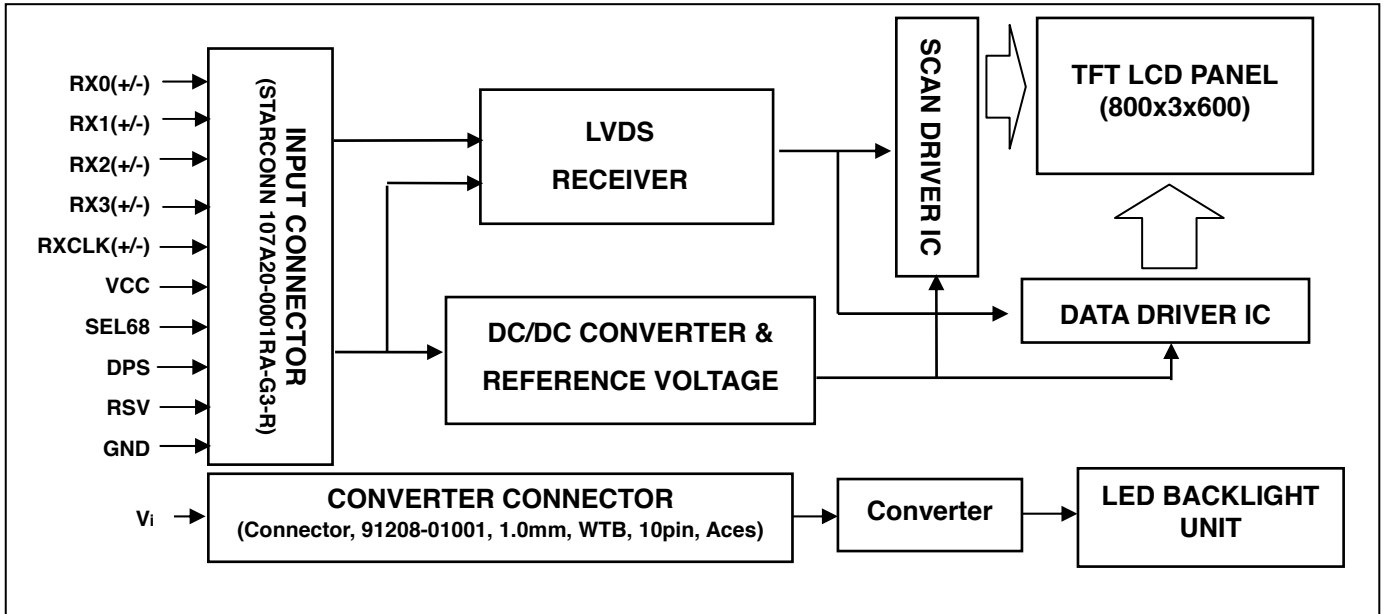 RX0(+/-)
RX1(+/-)
RX2(+/-)
RX3(+/-)
RXCLK(+/-)
VCC
SEL68
DPS
RSV
GND
INPUT CONNECTOR
(STARCONN 107A20-0001RA-G3-R)
LVDS
RECEIVER
DC/DC CONVERTER &
REFERENCE VOLTAGE
SCAN DRIVER IC
TFT LCD PANEL
(800x3x600)
DATA DRIVER IC
Vi
CONVERTER CONNECTOR
(Connector, 91208-01001, 1.0mm, WTB, 10pin, Aces)
Converter
LED BACKLIGHT
UNIT